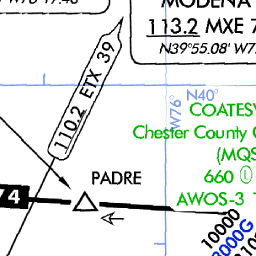 MODENA
113.2 MXE
N39°55.08' W7
110.2 ETX 39
N40°
W76°
COATESV
Chester County
(MQS
660 Ⓛ
AWOS-3
PADRE
74
10000